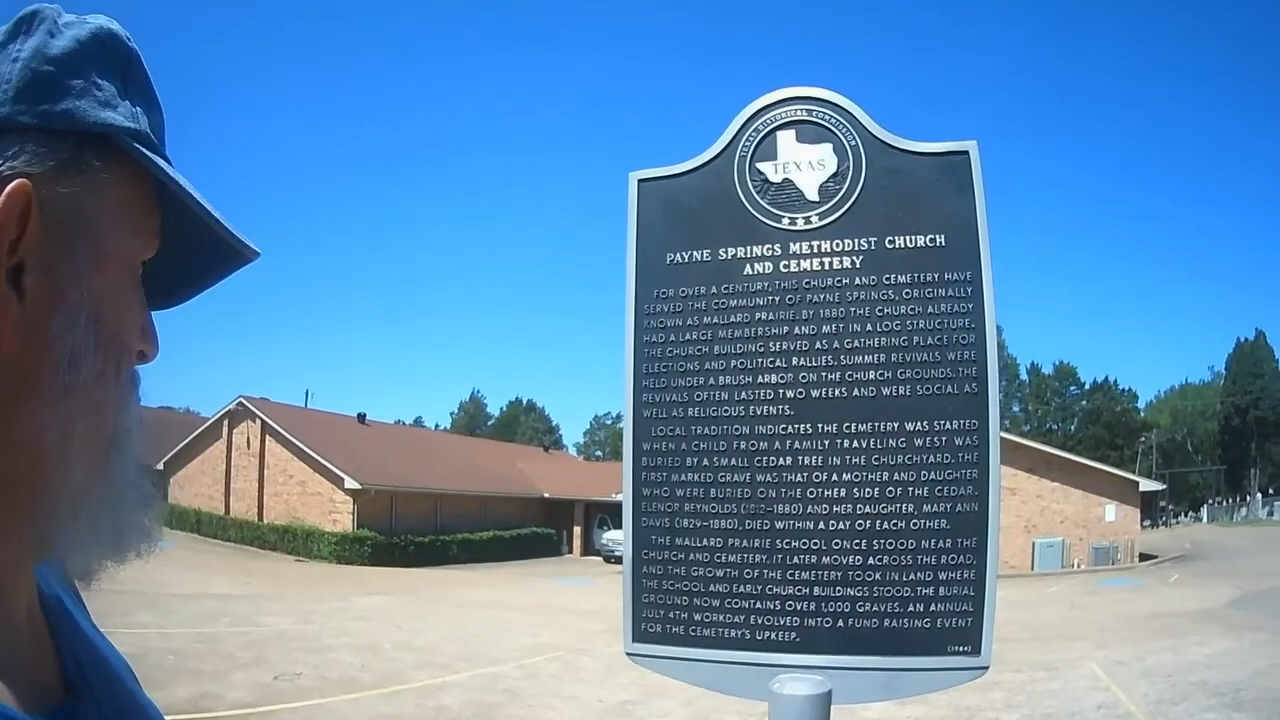 TEXAS HISTORICAL COMMISSION
TEXAS
PAYNE SPRINGS METHODIST CHURCH
AND CEMETERY
FOR OVER A CENTURY, THIS CHURCH AND CEMETERY HAVE
SERVED THE COMMUNITY OF PAYNE SPRINGS, ORIGINALLY
KNOWN AS MALLARD PRAIRIE. BY 1880 THE CHURCH ALREADY
HAD A LARGE MEMBERSHIP AND MET IN A LOG STRUCTURE.
THE CHURCH BUILDING SERVED AS A GATHERING PLACE FOR
ELECTIONS AND POLITICAL RALLIES. SUMMER REVIVALS WERE
HELD UNDER A BRUSH ARBOR ON THE CHURCH GROUNDS. THE
REVIVALS OFTEN LASTED TWO WEEKS AND WERE SOCIAL AS
WELL AS RELIGIOUS EVENTS.
LOCAL TRADITION INDICATES THE CEMETERY WAS STARTED
WHEN A CHILD FROM A FAMILY TRAVELING WEST WAS
BURIED BY A SMALL CEDAR TREE IN THE CHURCHYARD. THE
FIRST MARKED GRAVE WAS THAT OF A MOTHER AND DAUGHTER
WHO WERE BURIED ON THE OTHER SIDE OF THE CEDAR.
ELENOR REYNOLDS (1812–1880) AND HER DAUGHTER, MARY ANN
DAVIS (1829–1880), DIED WITHIN A DAY OF EACH OTHER.
THE MALLARD PRAIRIE SCHOOL ONCE STOOD NEAR THE
CHURCH AND CEMETERY. IT LATER MOVED ACROSS THE ROAD,
AND THE GROWTH OF THE CEMETERY TOOK IN LAND WHERE
THE SCHOOL AND EARLY CHURCH BUILDINGS STOOD. THE BURIAL
GROUND NOW CONTAINS OVER 1,000 GRAVES. AN ANNUAL
JULY 4TH WORKDAY EVOLVED INTO A FUND RAISING EVENT
FOR THE CEMETERY'S UPKEEP.
(1984)